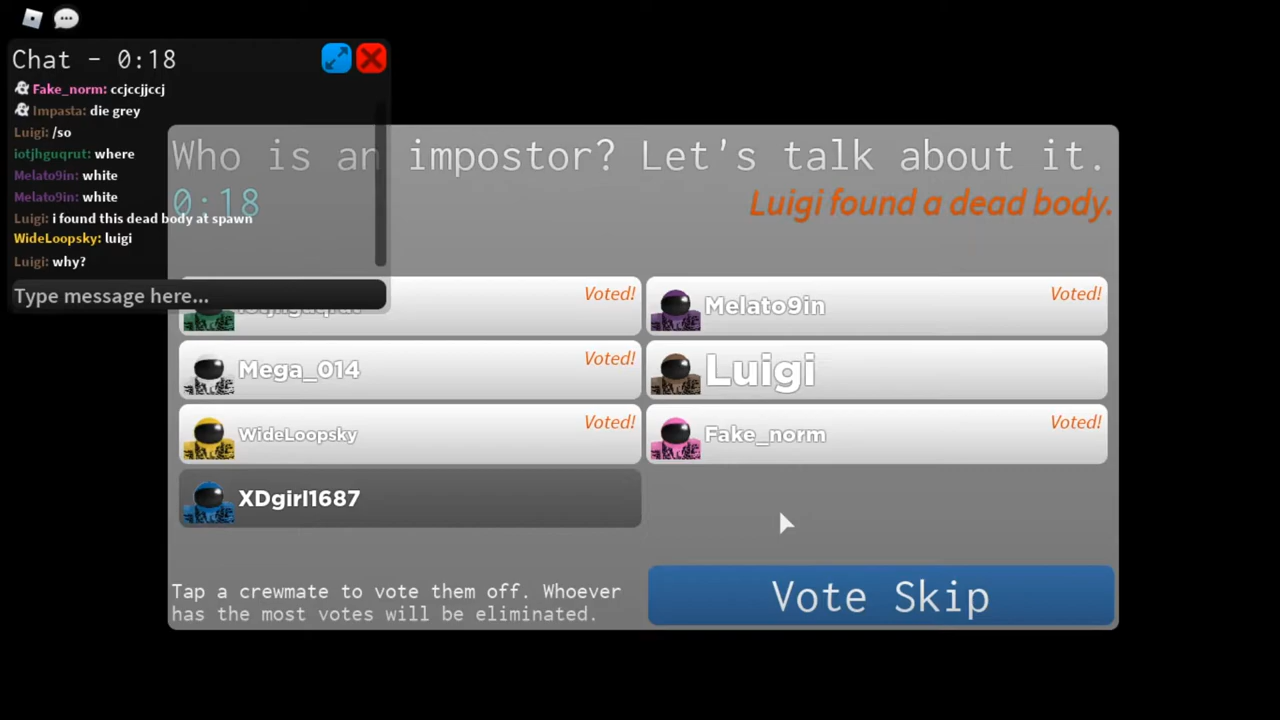 Chat - 0:18
Fake_norm: ccjccjjccj
Impasta: die grey
Luigi: /so
iotjhguqrut: where
Melato9in: white
Melato9in: white
Luigi: i found this dead body at spawn
WideLoopsky: luigi
Luigi: why?
Type message here...
Who is an impostor? Let's talk about it.
0:18
Luigi found a dead body.
iotjhguqrut Voted!
Melato9in Voted!
Mega_014 Voted!
Luigi
WideLoopsky Voted!
Fake_norm Voted!
XDgirl1687
Tap a crewmate to vote them off. Whoever
has the most votes will be eliminated.
Vote Skip